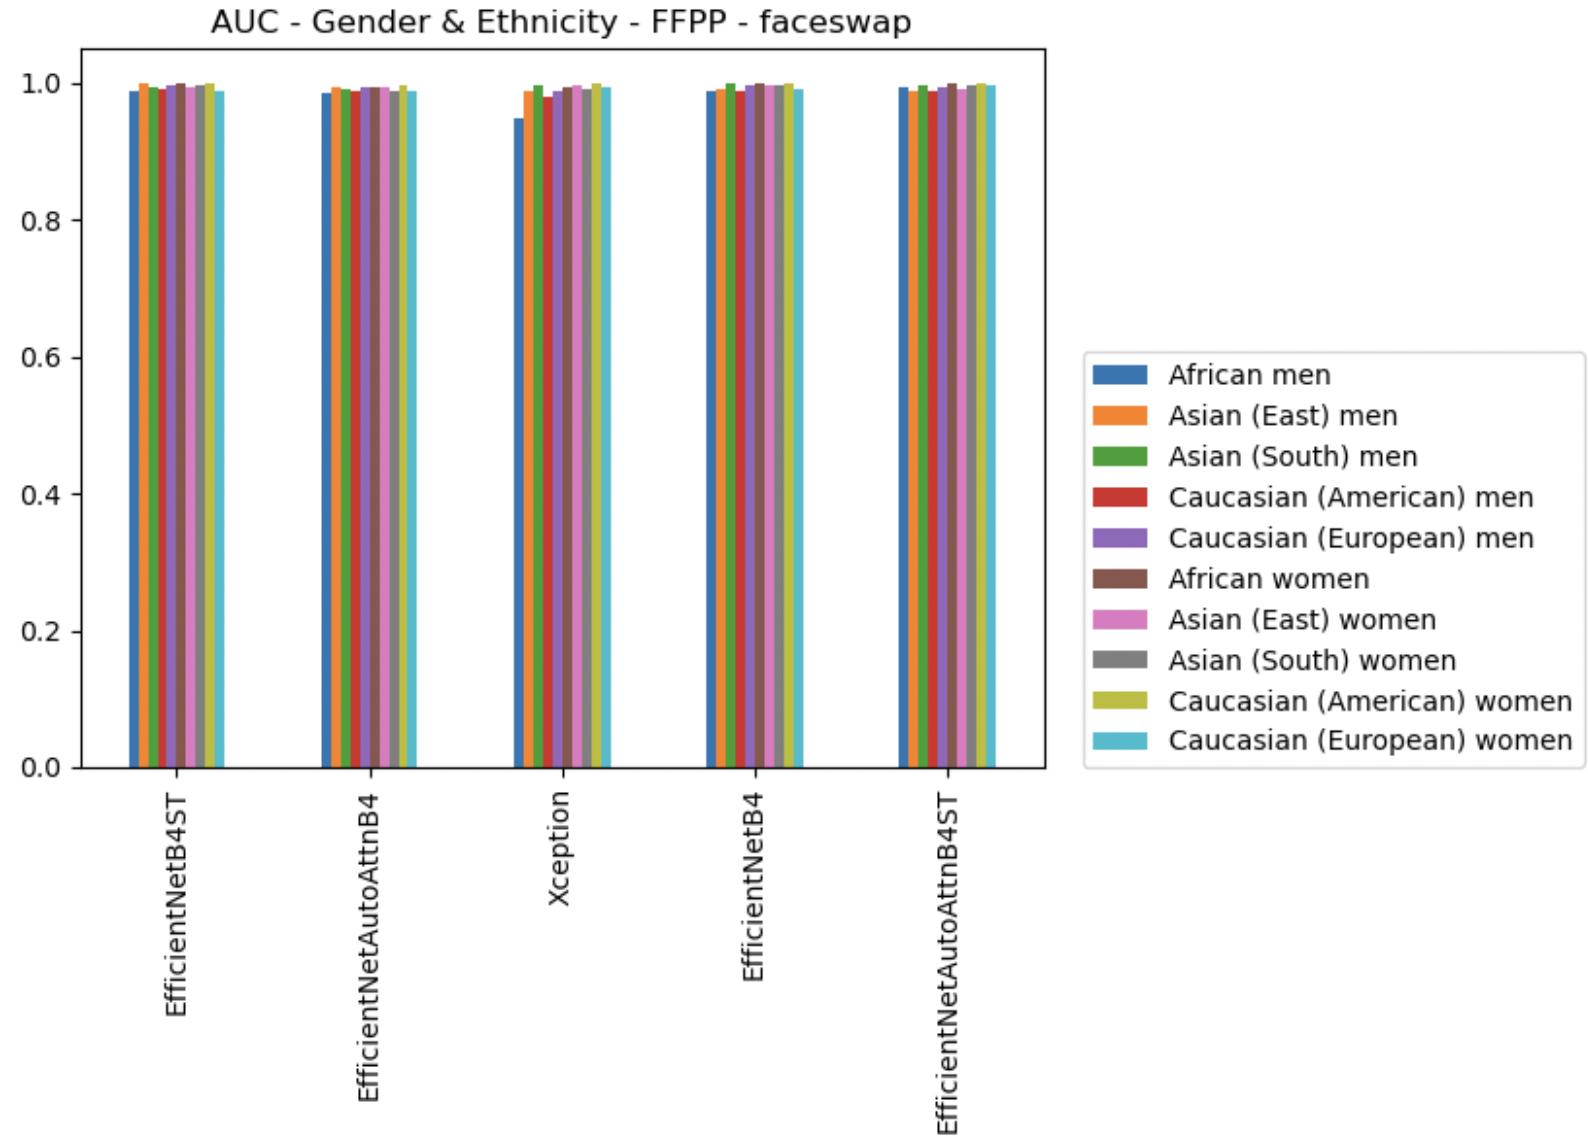 AUC - Gender & Ethnicity - FFPP - faceswap
1.0
0.8
0.6
0.4
0.2
0.0
EfficientNetB4ST
EfficientNetAutoAttnB4
Xception
EfficientNetB4
EfficientNetAutoAttnB4ST
African men
Asian (East) men
Asian (South) men
Caucasian (American) men
Caucasian (European) men
African women
Asian (East) women
Asian (South) women
Caucasian (American) women
Caucasian (European) women